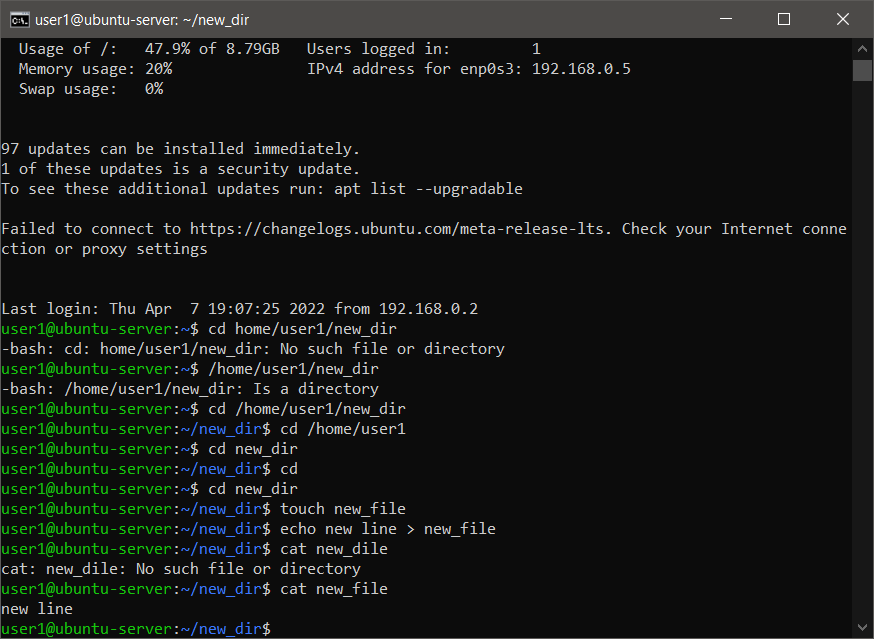 user1@ubuntu-server: ~/new_dir
Usage of /:   47.9% of 8.79GB   Users logged in:         1
Memory usage: 20%               IPv4 address for enp0s3: 192.168.0.5
Swap usage:   0%
97 updates can be installed immediately.
1 of these updates is a security update.
To see these additional updates run: apt list --upgradable
Failed to connect to https://changelogs.ubuntu.com/meta-release-lts. Check your Internet conne
ction or proxy settings
Last login: Thu Apr  7 19:07:25 2022 from 192.168.0.2
user1@ubuntu-server:~$ cd home/user1/new_dir
-bash: cd: home/user1/new_dir: No such file or directory
user1@ubuntu-server:~$ /home/user1/new_dir
-bash: /home/user1/new_dir: Is a directory
user1@ubuntu-server:~$ cd /home/user1/new_dir
user1@ubuntu-server:~/new_dir$ cd /home/user1
user1@ubuntu-server:~$ cd new_dir
user1@ubuntu-server:~/new_dir$ cd
user1@ubuntu-server:~$ cd new_dir
user1@ubuntu-server:~/new_dir$ touch new_file
user1@ubuntu-server:~/new_dir$ echo new line > new_file
user1@ubuntu-server:~/new_dir$ cat new_dile
cat: new_dile: No such file or directory
user1@ubuntu-server:~/new_dir$ cat new_file
new line
user1@ubuntu-server:~/new_dir$